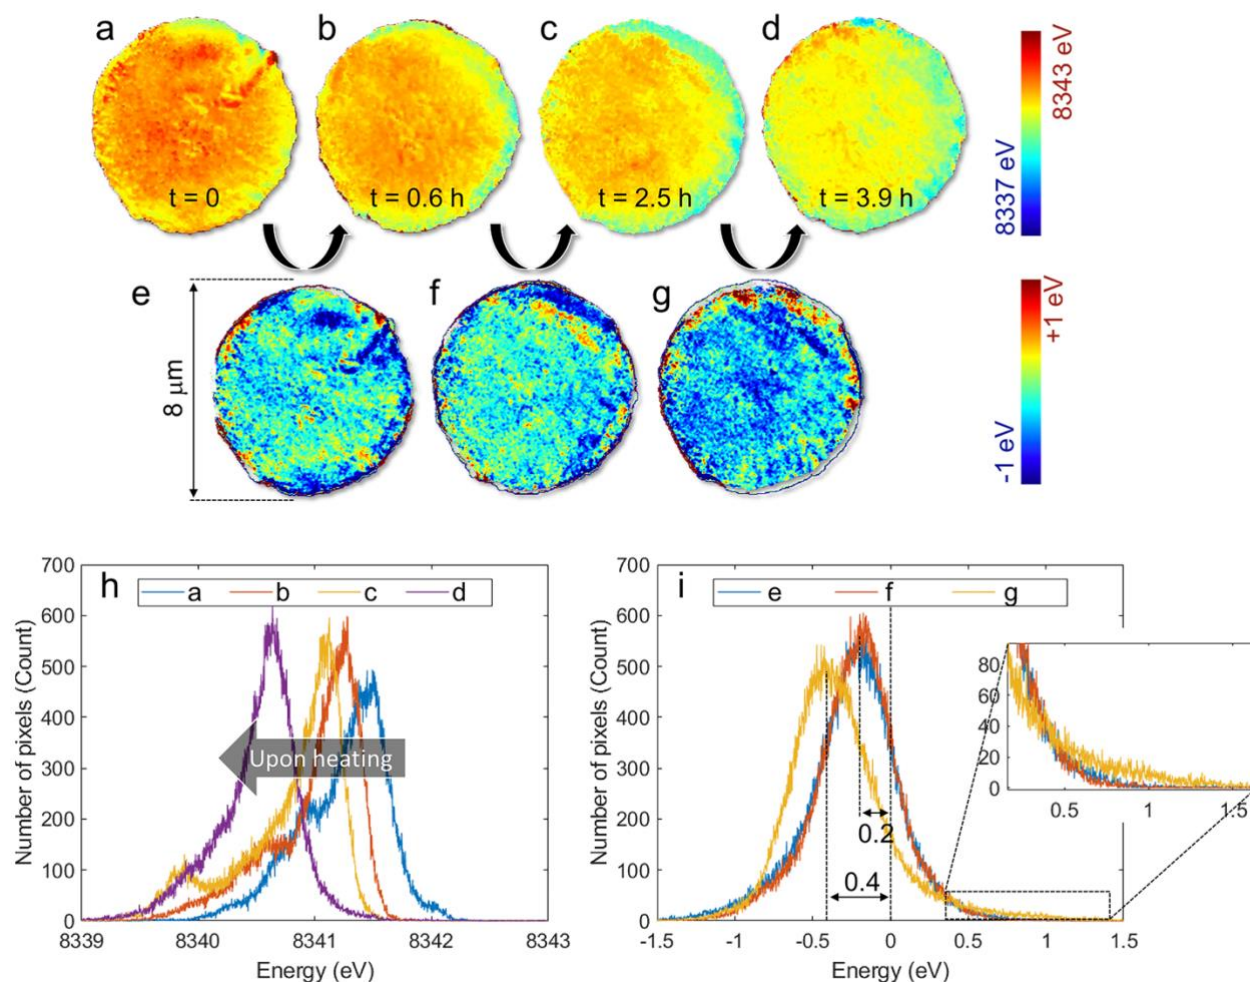 a
b
c
d
t = 0
t = 0.6 h
t = 2.5 h
t = 3.9 h
8337 eV
8343 eV
e
f
g
8 μm
-1 eV
+1 eV
h
a
b
c
d
Upon heating
Number of pixels (Count)
700
600
500
400
300
200
100
0
8339
8340
8341
8342
8343
Energy (eV)
i
e
f
g
0.2
0.4
Number of pixels (Count)
700
600
500
400
300
200
100
0
-1.5
-1
-0.5
0
0.5
1
1.5
Energy (eV)
80
60
40
20
0
0.5
1
1.5